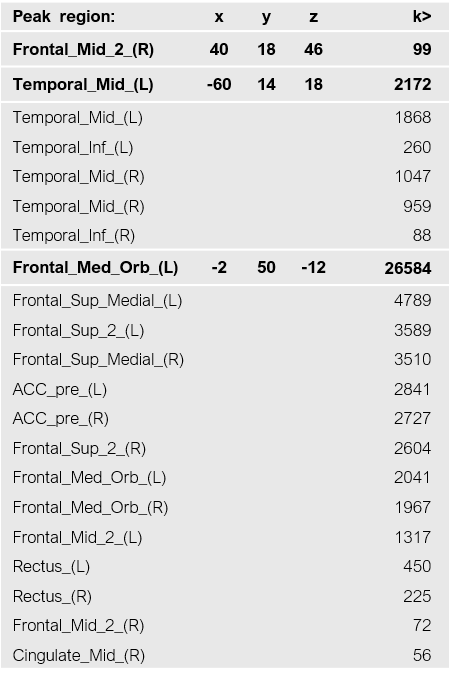 Peak region: x y z k>
Frontal_Mid_2_(R) 40 18 46 99
Temporal_Mid_(L) -60 14 18 2172
Temporal_Mid_(L) 1868
Temporal_Inf_(L) 260
Temporal_Mid_(R) 1047
Temporal_Mid_(R) 959
Temporal_Inf_(R) 88
Frontal_Med_Orb_(L) -2 50 -12 26584
Frontal_Sup_Medial_(L) 4789
Frontal_Sup_2_(L) 3589
Frontal_Sup_Medial_(R) 3510
ACC_pre_(L) 2841
ACC_pre_(R) 2727
Frontal_Sup_2_(R) 2604
Frontal_Med_Orb_(L) 2041
Frontal_Med_Orb_(R) 1967
Frontal_Mid_2_(L) 1317
Rectus_(L) 450
Rectus_(R) 225
Frontal_Mid_2_(R) 72
Cingulate_Mid_(R) 56